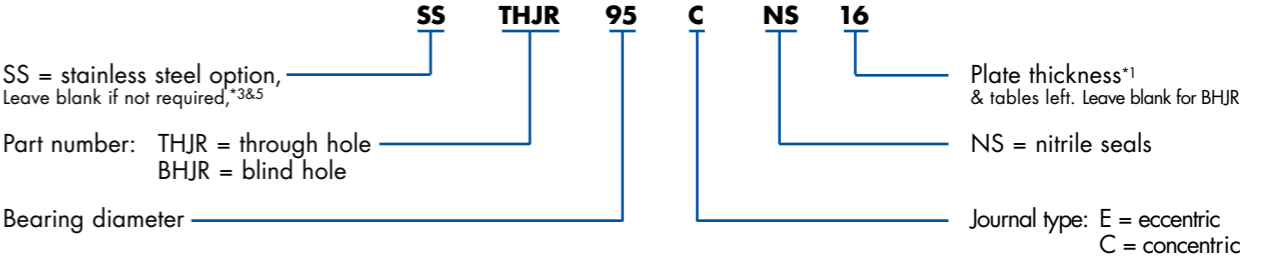 SS THJR 95 C NS 16
SS = stainless steel option,
Leave blank if not required,*3&5
Part number: THJR = through hole
BHJR = blind hole
Bearing diameter
Plate thickness*1
& tables left. Leave blank for BHJR
NS = nitrile seals
Journal type: E = eccentric
C = concentric